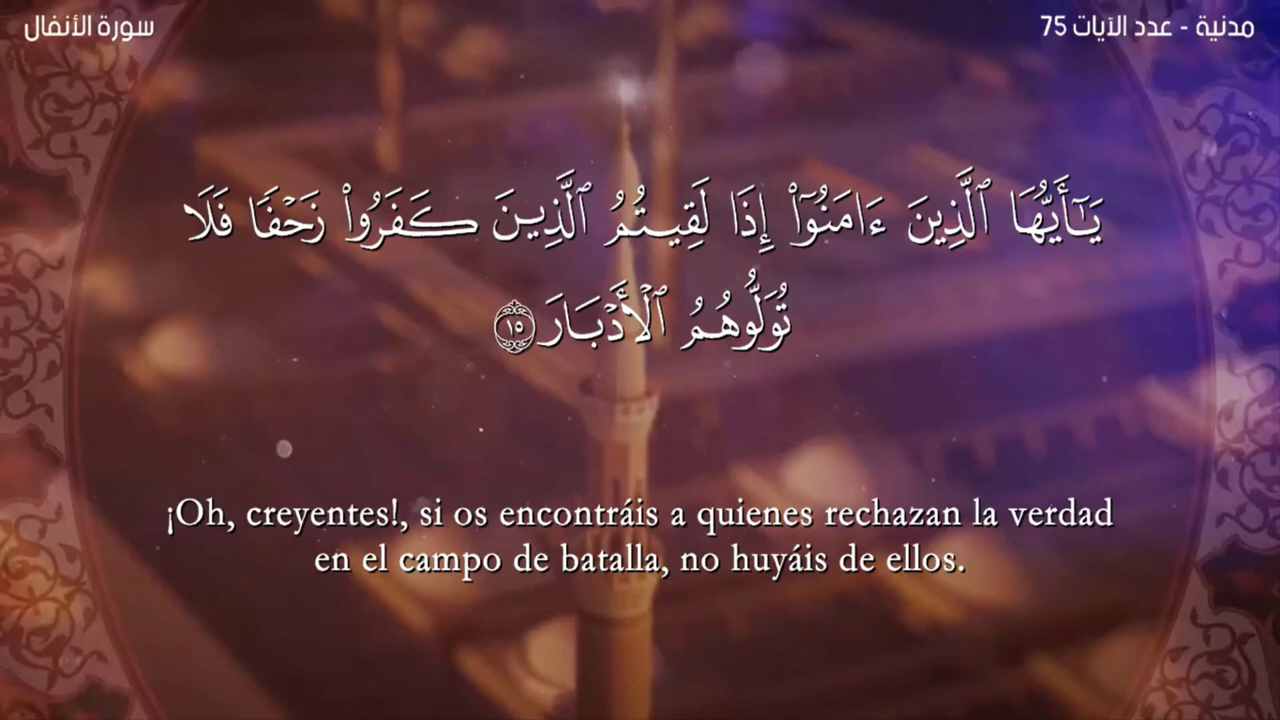 سورة الأنفال
مدنية - عدد الآيات 75
يَـٰٓأَيُّهَا ٱلَّذِينَ ءَامَنُوٓا۟ إِذَا لَقِيتُمُ ٱلَّذِينَ كَفَرُوا۟ زَحْفًا فَلَا
تُوَلُّوهُمُ ٱلْأَدْبَارَ ١٥
¡Oh, creyentes!, si os encontráis a quienes rechazan la verdad
en el campo de batalla, no huyáis de ellos.